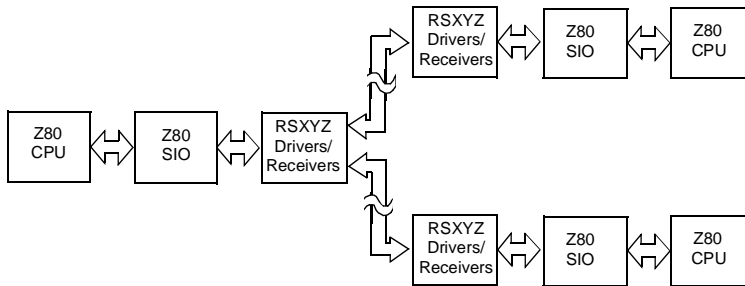 RSXYZ
Drivers/
Receivers
Z80
SIO
Z80
CPU
Z80
CPU
Z80
SIO
RSXYZ
Drivers/
Receivers
RSXYZ
Drivers/
Receivers
Z80
SIO
Z80
CPU